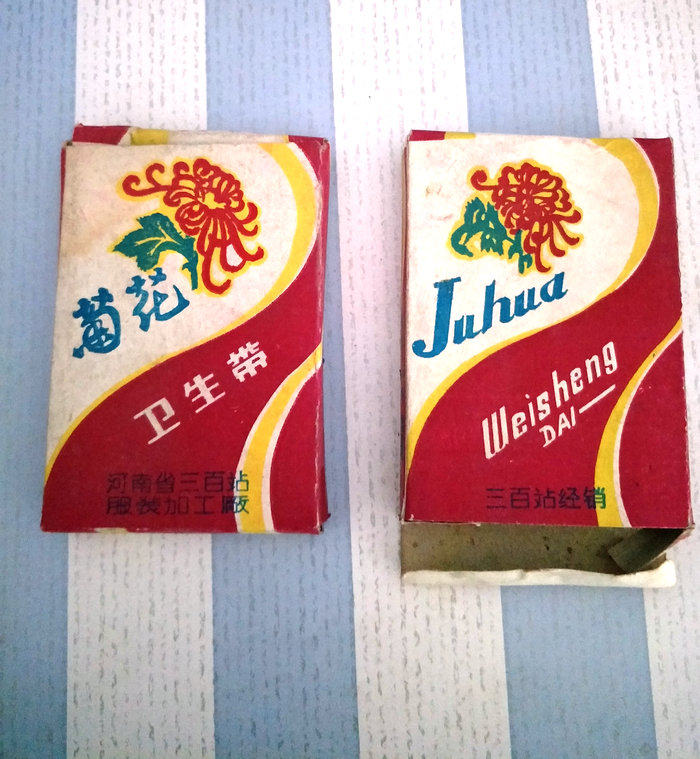 菊花
卫生带
河南省三百站
服装加工廠
Juhua
Weisheng
DAI
三百站经销